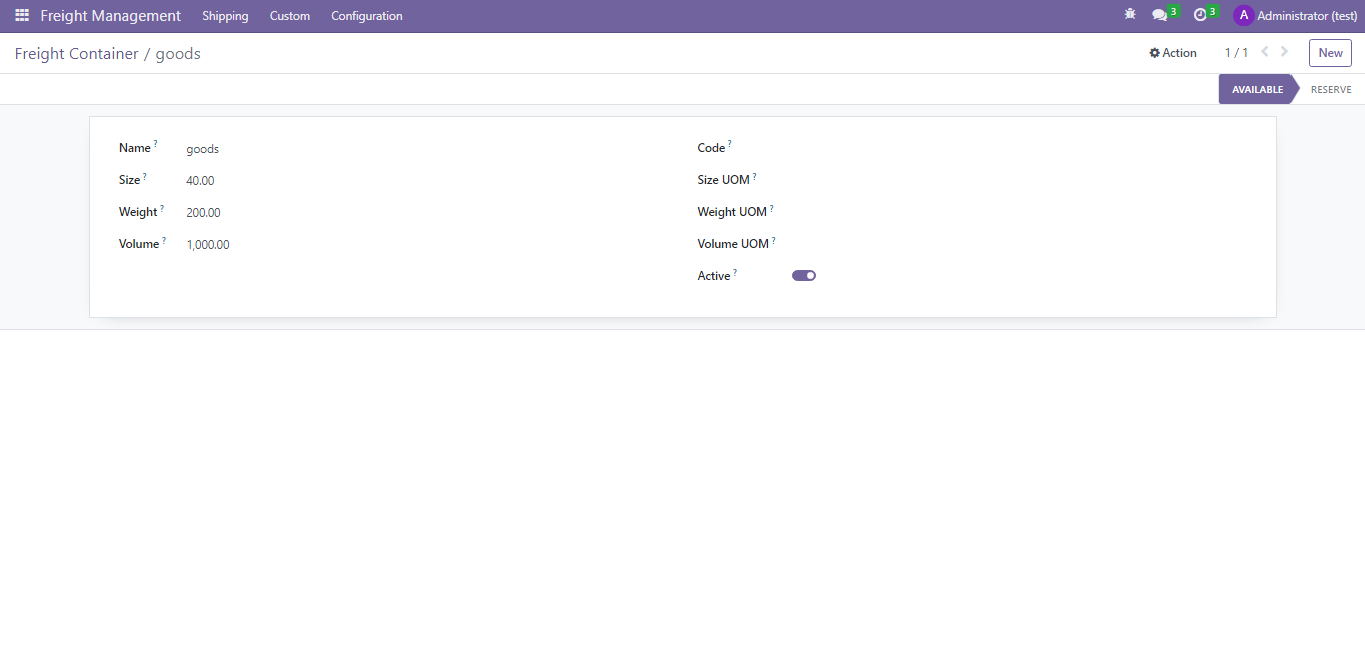 Freight Management Shipping Custom Configuration 3 3 A Administrator (test)
Freight Container / goods Action 1 / 1 New
AVAILABLE RESERVE
Name ? goods Code ?
Size ? 40.00 Size UOM ?
Weight ? 200.00 Weight UOM ?
Volume ? 1,000.00 Volume UOM ?
Active ?